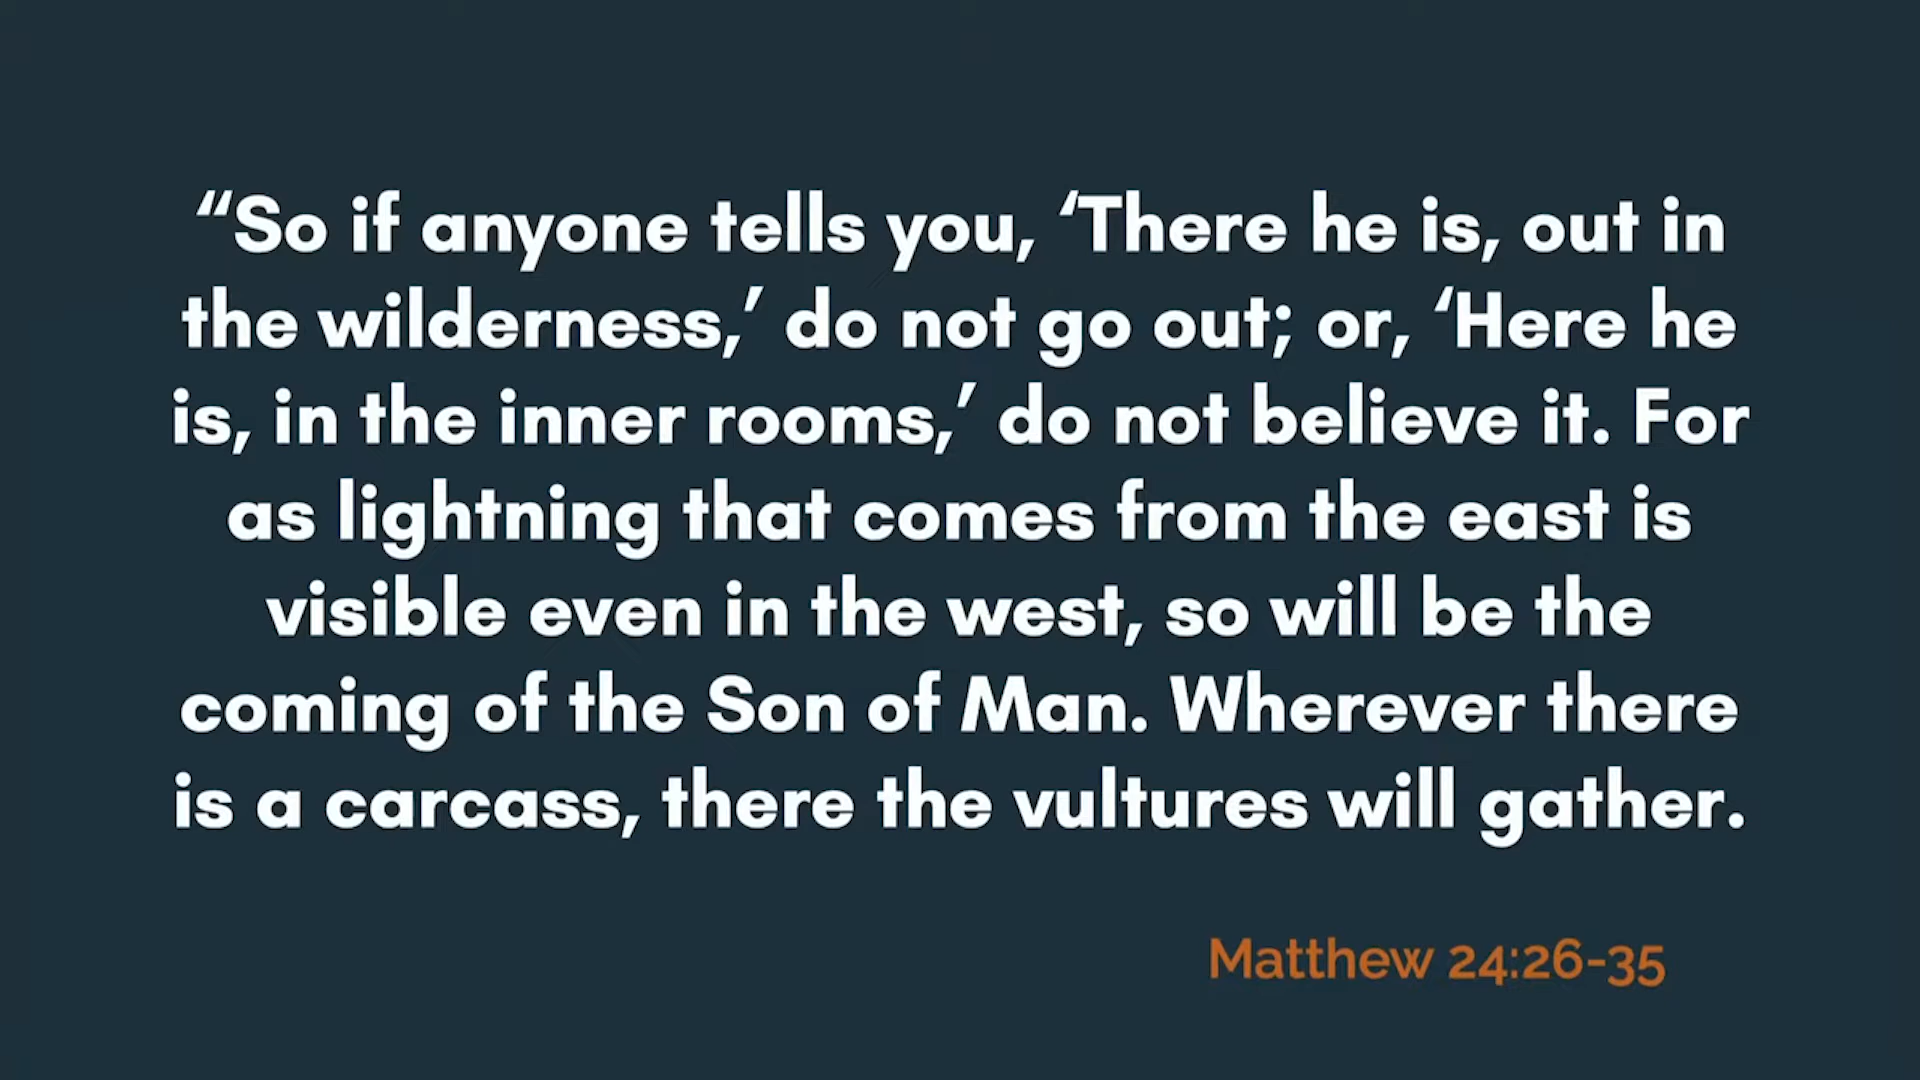 “So if anyone tells you, ‘There he is, out in
the wilderness,’ do not go out; or, ‘Here he
is, in the inner rooms,’ do not believe it. For
as lightning that comes from the east is
visible even in the west, so will be the
coming of the Son of Man. Wherever there
is a carcass, there the vultures will gather.
Matthew 24:26-35